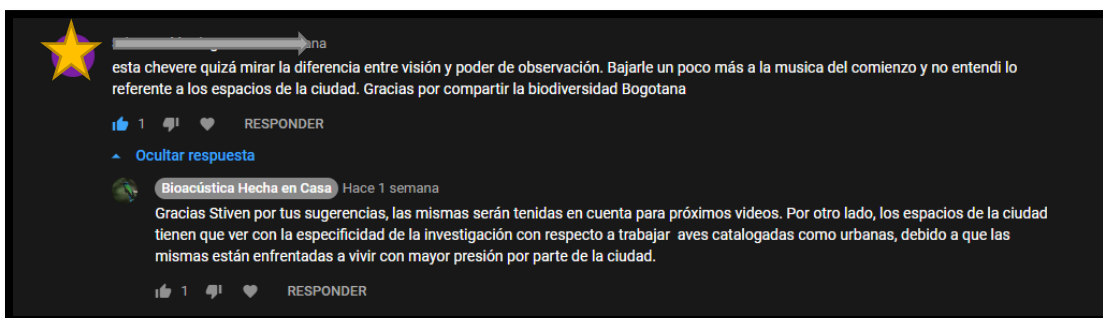 ana
esta chevere quizá mirar la diferencia entre visión y poder de observación. Bajarle un poco más a la musica del comienzo y no entendi lo
referente a los espacios de la ciudad. Gracias por compartir la biodiversidad Bogotana
1 RESPONDER
Ocultar respuesta
Bioacústica Hecha en Casa Hace 1 semana
Gracias Stiven por tus sugerencias, las mismas serán tenidas en cuenta para próximos videos. Por otro lado, los espacios de la ciudad
tienen que ver con la especificidad de la investigación con respecto a trabajar aves catalogadas como urbanas, debido a que las
mismas están enfrentadas a vivir con mayor presión por parte de la ciudad.
1 RESPONDER